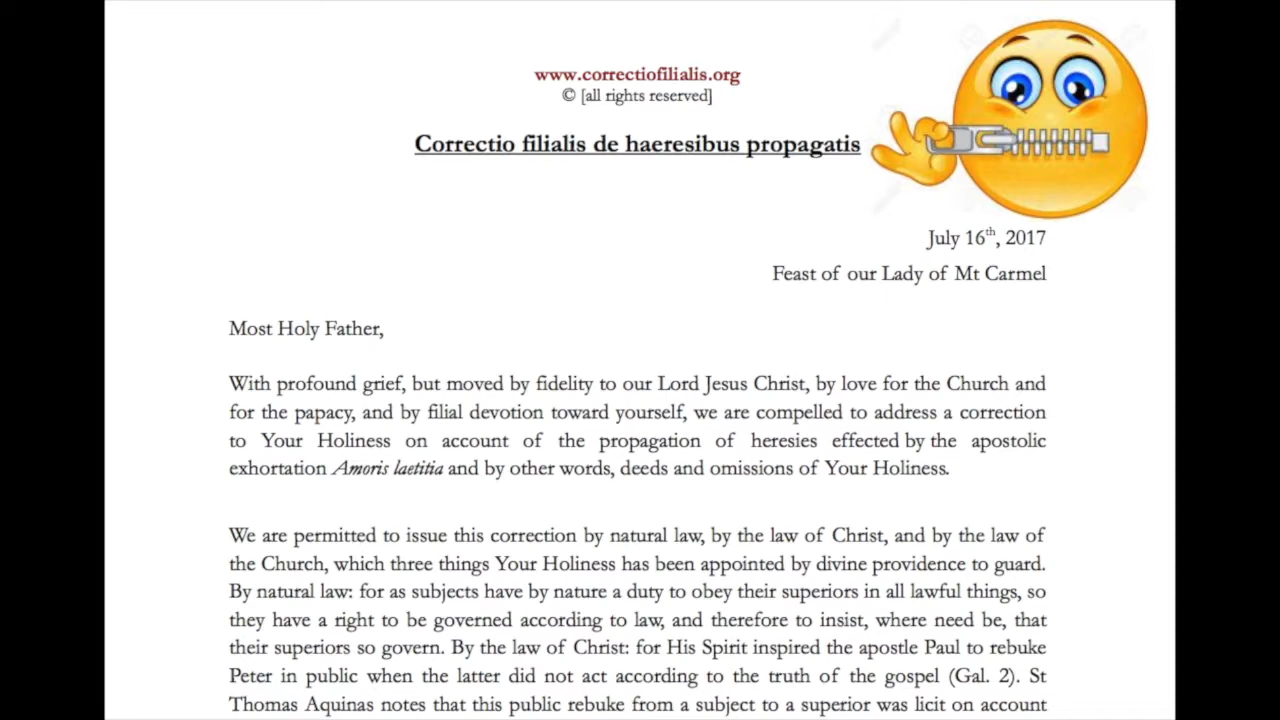 www.correctiofilialis.org
© [all rights reserved]
Correctio filialis de haeresibus propagatis
July 16th, 2017
Feast of our Lady of Mt Carmel
Most Holy Father,
With profound grief, but moved by fidelity to our Lord Jesus Christ, by love for the Church and
for the papacy, and by filial devotion toward yourself, we are compelled to address a correction
to Your Holiness on account of the propagation of heresies effected by the apostolic
exhortation Amoris laetitia and by other words, deeds and omissions of Your Holiness.
We are permitted to issue this correction by natural law, by the law of Christ, and by the law of
the Church, which three things Your Holiness has been appointed by divine providence to guard.
By natural law: for as subjects have by nature a duty to obey their superiors in all lawful things, so
they have a right to be governed according to law, and therefore to insist, where need be, that
their superiors so govern. By the law of Christ: for His Spirit inspired the apostle Paul to rebuke
Peter in public when the latter did not act according to the truth of the gospel (Gal. 2). St
Thomas Aquinas notes that this public rebuke from a subject to a superior was licit on account